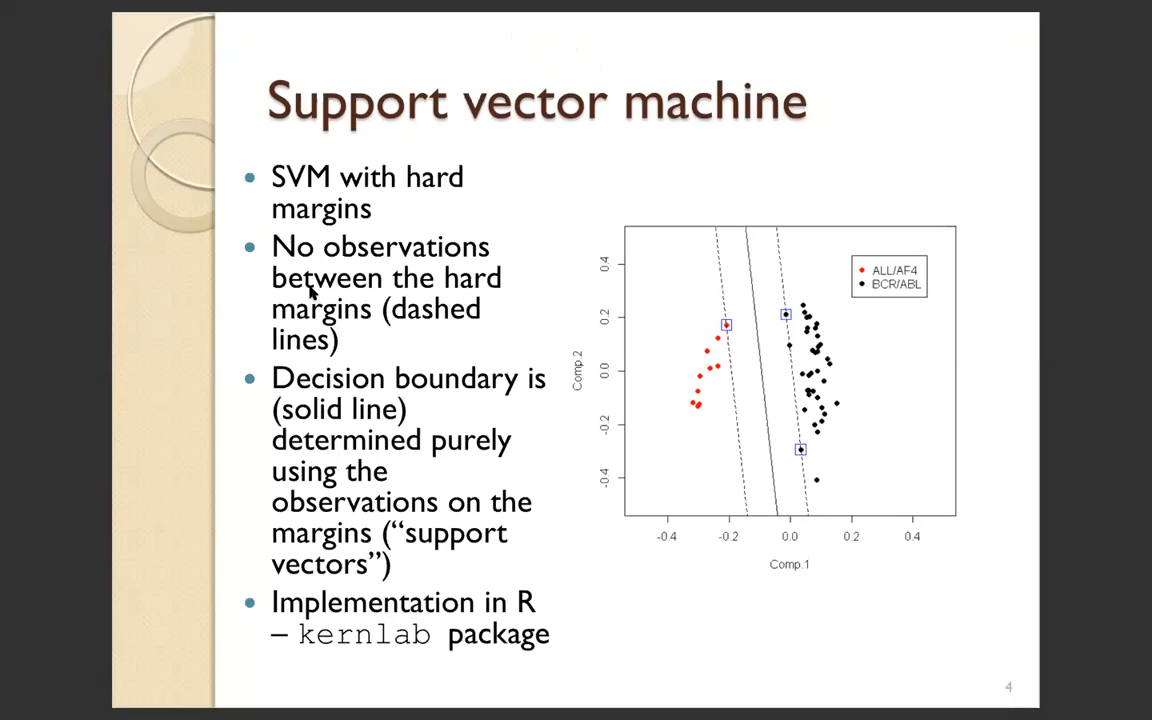 Support vector machine
SVM with hard
margins
No observations
between the hard
margins (dashed
lines)
Decision boundary is
(solid line)
determined purely
using the
observations on the
margins (“support
vectors”)
Implementation in R
– kernlab package
ALL/AF4
BCR/ABL
Comp.2
0.4
0.2
0.0
-0.2
-0.4
-0.4 -0.2 0.0 0.2 0.4
Comp.1
4